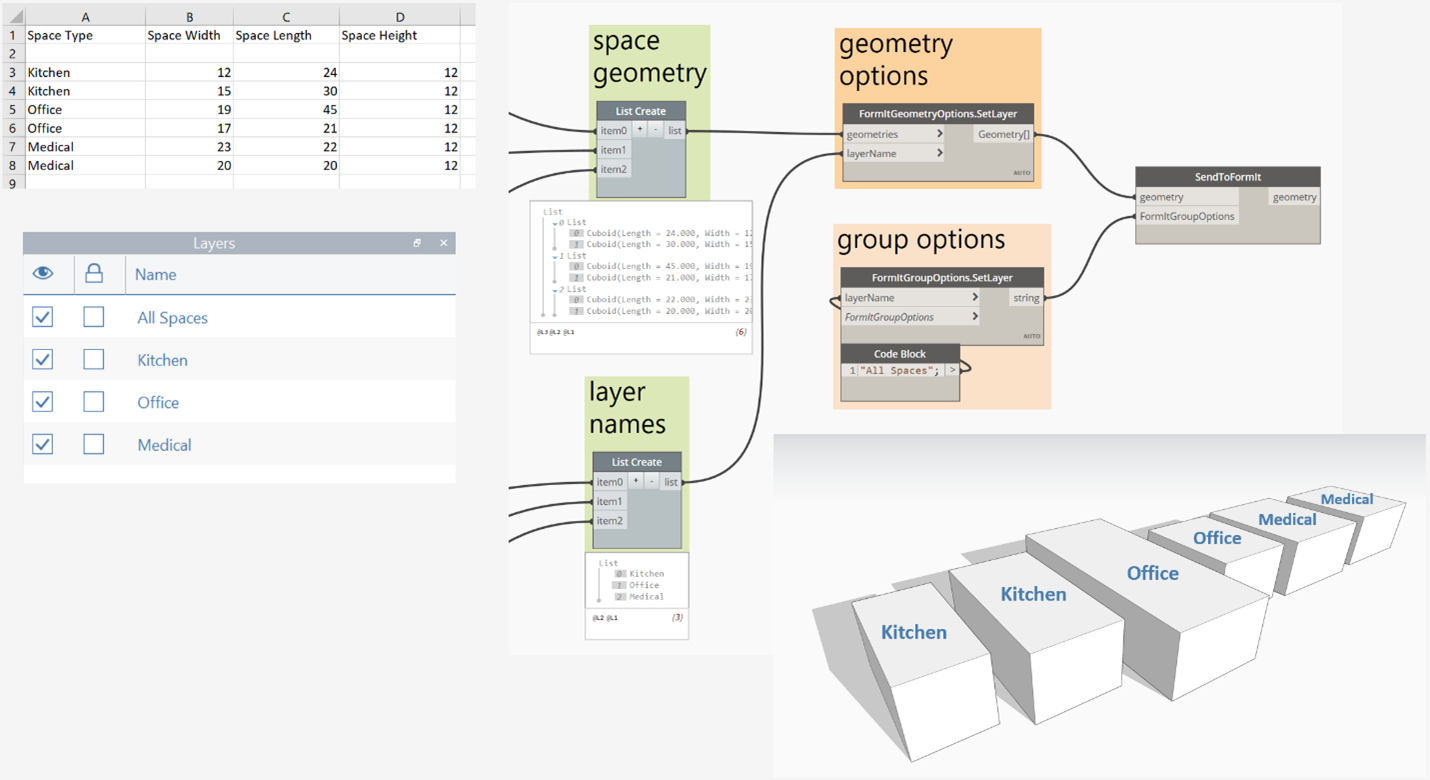 A B C D
1 Space Type Space Width Space Length Space Height
2
3 Kitchen 12 24 12
4 Kitchen 15 30 12
5 Office 19 45 12
6 Office 17 21 12
7 Medical 23 22 12
8 Medical 20 20 12
9
Layers
Name
All Spaces
Kitchen
Office
Medical
space
geometry
List Create
item0 + - list
item1
item2
List
0 List
0 Cuboid(Length = 24.000, Width = 12
1 Cuboid(Length = 30.000, Width = 15
1 List
0 Cuboid(Length = 45.000, Width = 19
1 Cuboid(Length = 21.000, Width = 17
2 List
0 Cuboid(Length = 22.000, Width = 23
1 Cuboid(Length = 20.000, Width = 20
@L3 @L2 @L1 {6}
layer
names
List Create
item0 + - list
item1
item2
List
0 Kitchen
1 Office
2 Medical
@L2 @L1 {3}
geometry
options
FormItGeometryOptions.SetLayer
geometries > Geometry[]
layerName >
AUTO
group options
FormItGroupOptions.SetLayer
layerName > string
FormItGroupOptions >
AUTO
Code Block
1 "All Spaces"; >
SendToFormIt
geometry geometry
FormItGroupOptions
Medical
Medical
Office
Office
Kitchen
Kitchen